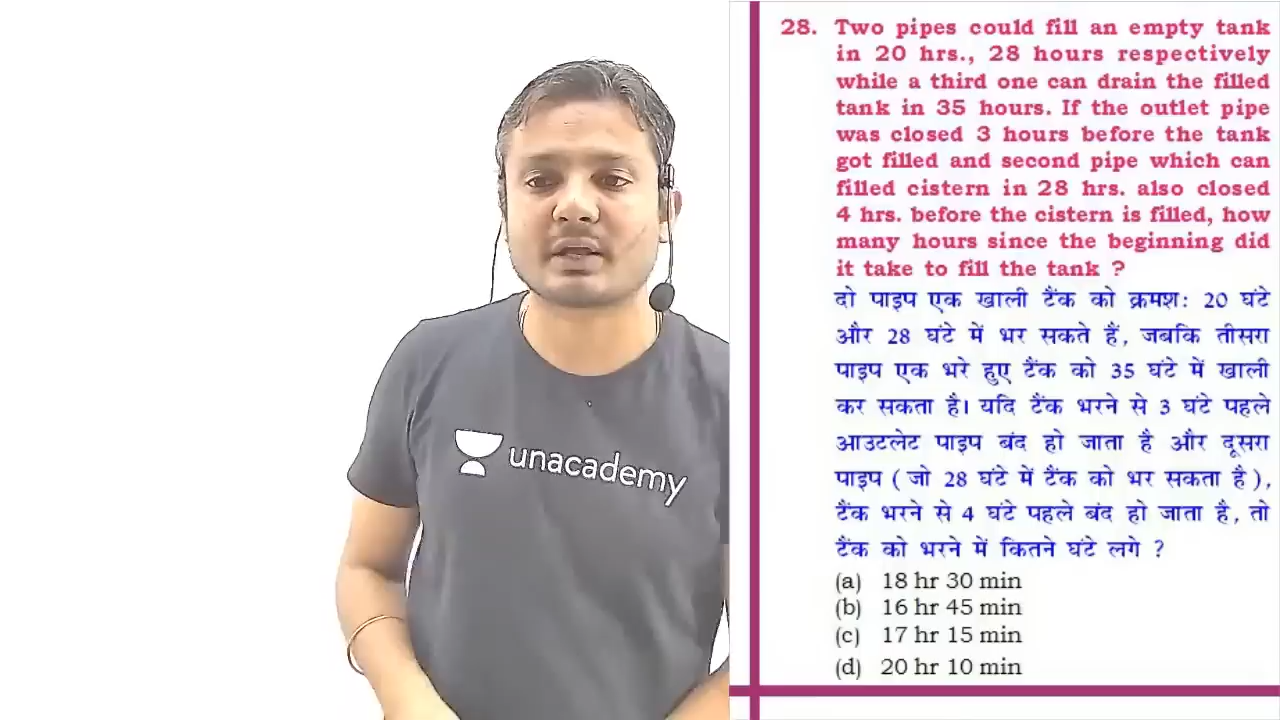 unacademy
28. Two pipes could fill an empty tank
in 20 hrs., 28 hours respectively
while a third one can drain the filled
tank in 35 hours. If the outlet pipe
was closed 3 hours before the tank
got filled and second pipe which can
filled cistern in 28 hrs. also closed
4 hrs. before the cistern is filled, how
many hours since the beginning did
it take to fill the tank ?
दो पाइप एक खाली टैंक को क्रमशः 20 घंटे
और 28 घंटे में भर सकते हैं, जबकि तीसरा
पाइप एक भरे हुए टैंक को 35 घंटे में खाली
कर सकता है। यदि टैंक भरने से 3 घंटे पहले
आउटलेट पाइप बंद हो जाता है और दूसरा
पाइप ( जो 28 घंटे में टैंक को भर सकता है ),
टैंक भरने से 4 घंटे पहले बंद हो जाता है, तो
टैंक को भरने में कितने घंटे लगे ?
(a) 18 hr 30 min
(b) 16 hr 45 min
(c) 17 hr 15 min
(d) 20 hr 10 min